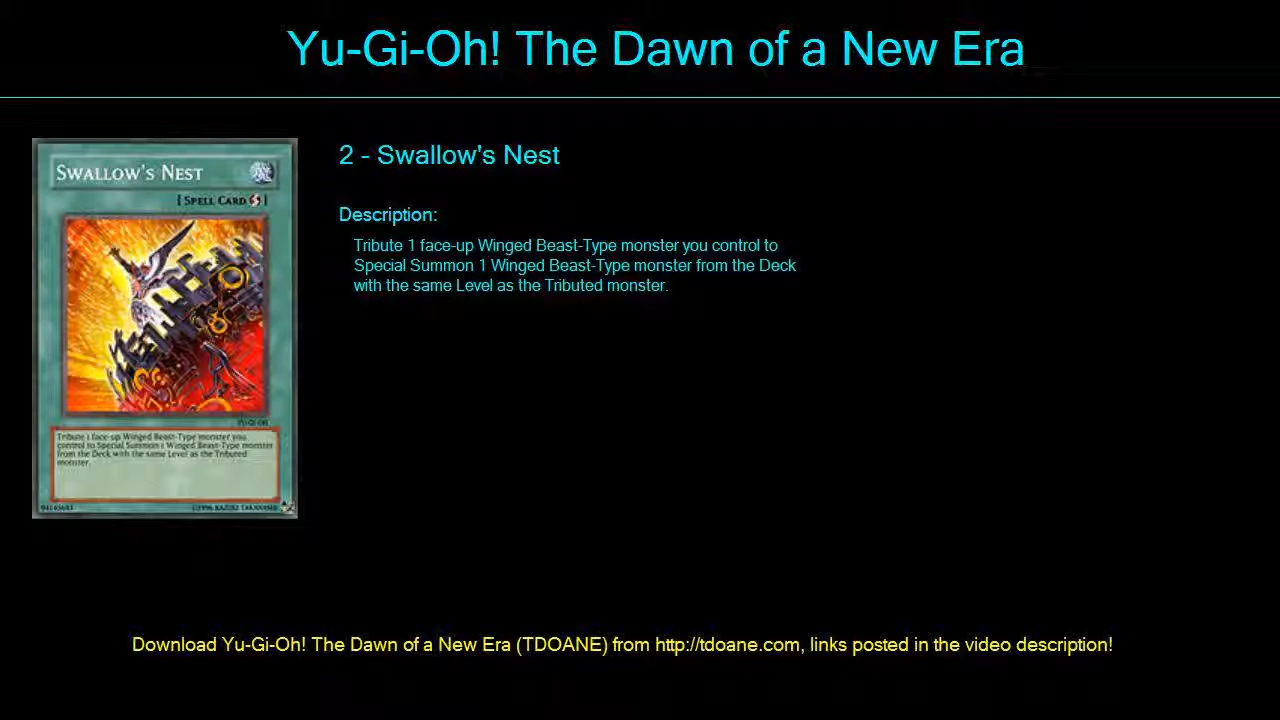 Yu-Gi-Oh! The Dawn of a New Era
2 - Swallow's Nest
Description:
Tribute 1 face-up Winged Beast-Type monster you control to
Special Summon 1 Winged Beast-Type monster from the Deck
with the same Level as the Tributed monster.
SWALLOW'S NEST
[ SPELL CARD ]
Tribute 1 face-up Winged Beast-Type monster you
control to Special Summon 1 Winged Beast-Type monster
from the Deck with the same Level as the Tributed
monster.
©1996 KAZUKI TAKAHASHI
Download Yu-Gi-Oh! The Dawn of a New Era (TDOANE) from http://tdoane.com, links posted in the video description!